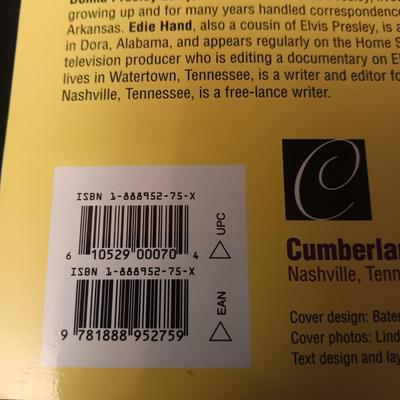 growing up and for many years handled correspondence
Arkansas. Edie Hand, also a cousin of Elvis Presley, is a
in Dora, Alabama, and appears regularly on the Home S
television producer who is editing a documentary on El
lives in Watertown, Tennessee, is a writer and editor fo
Nashville, Tennessee, is a free-lance writer.
ISBN 1-888952-75-X
6 10529 00070 4
UPC
ISBN 1-888952-75-X
9 781888 952759
EAN
C
Cumberla
Nashville, Tenn
Cover design: Bater
Cover photos: Lind
Text design and lay